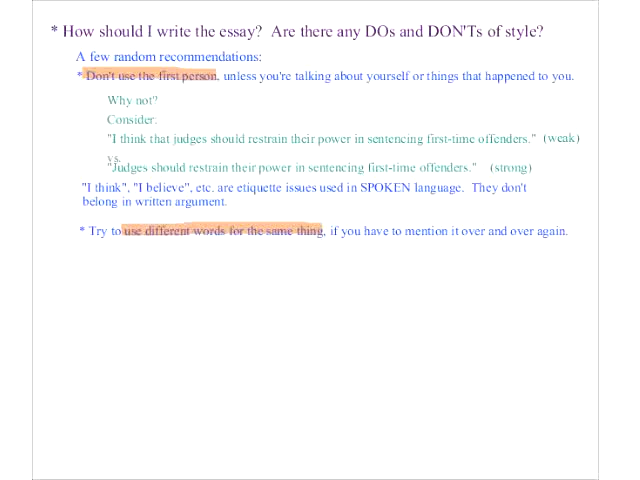 * How should I write the essay? Are there any DOs and DON'Ts of style?
A few random recommendations:
* Don't use the first person, unless you're talking about yourself or things that happened to you.
Why not?
Consider:
"I think that judges should restrain their power in sentencing first-time offenders." (weak)
vs.
"Judges should restrain their power in sentencing first-time offenders." (strong)
"I think", "I believe", etc. are etiquette issues used in SPOKEN language. They don't
belong in written argument.
* Try to use different words for the same thing, if you have to mention it over and over again.